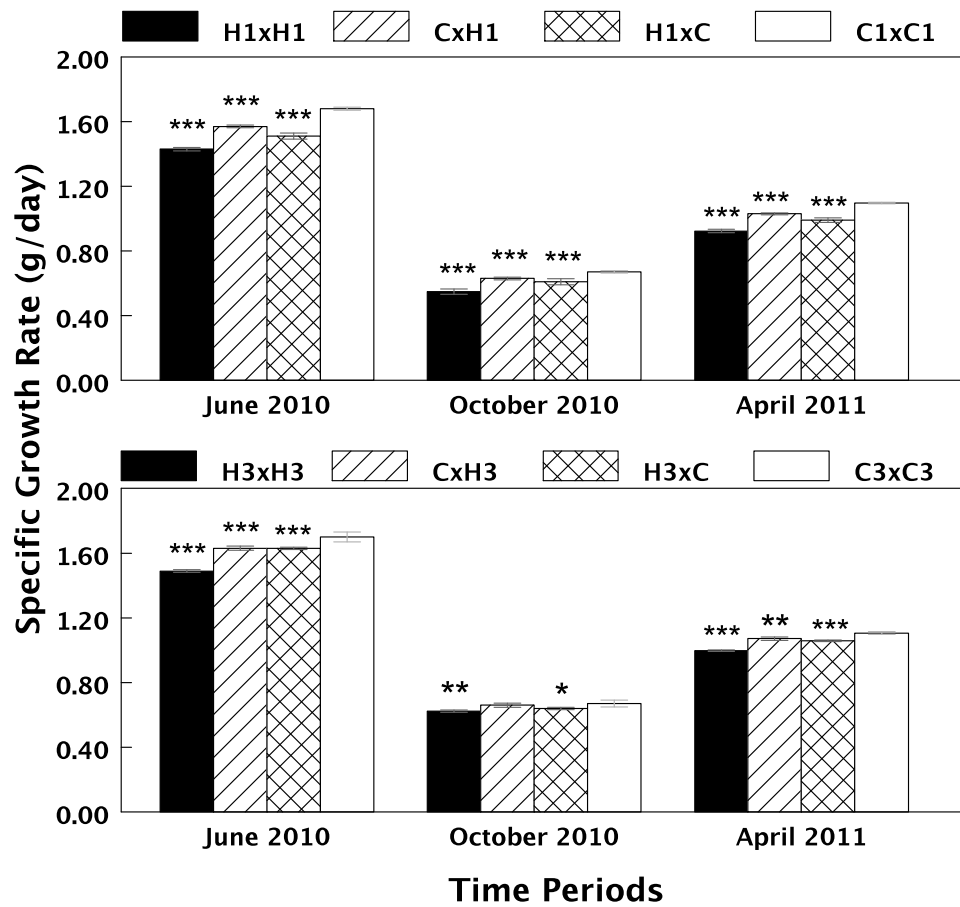 H1xH1 CxH1 H1xC C1xC1
2.00
*** *** ***
1.60
1.20
*** *** ***
0.80
*** *** ***
0.40
0.00
June 2010 October 2010 April 2011
H3xH3 CxH3 H3xC C3xC3
2.00
*** *** ***
1.60
1.20
*** ** ***
0.80
** *
0.40
0.00
June 2010 October 2010 April 2011
Specific Growth Rate (g/day)
Time Periods